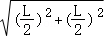 √((L/2)² + (L/2)²)